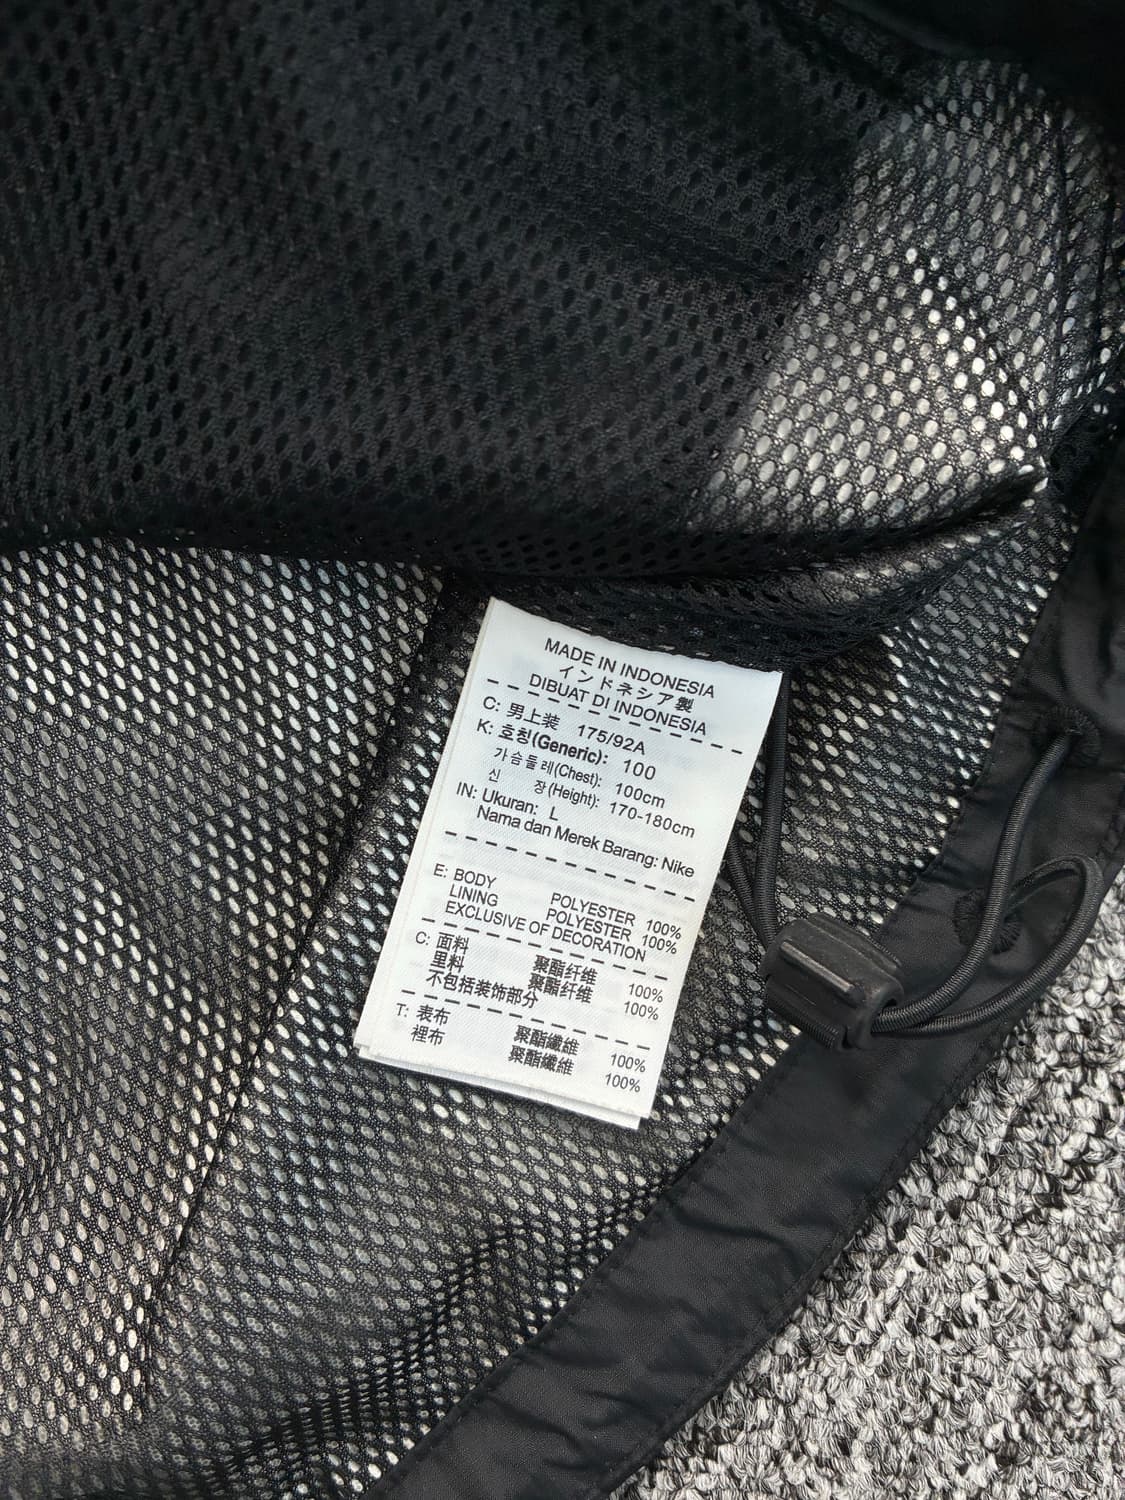 MADE IN INDONESIA
インドネシア製
DIBUAT DI INDONESIA
C: 男上装 175/92A
K: 호칭(Generic): 100
가슴둘레(Chest): 100cm
신 장(Height): 170-180cm
IN: Ukuran: L
Nama dan Merek Barang: Nike
E: BODY POLYESTER 100%
LINING POLYESTER 100%
EXCLUSIVE OF DECORATION
C: 面料 聚酯纤维 100%
里料 聚酯纤维 100%
不包括装饰部分
T: 表布 聚酯纖維 100%
裡布 聚酯纖維 100%